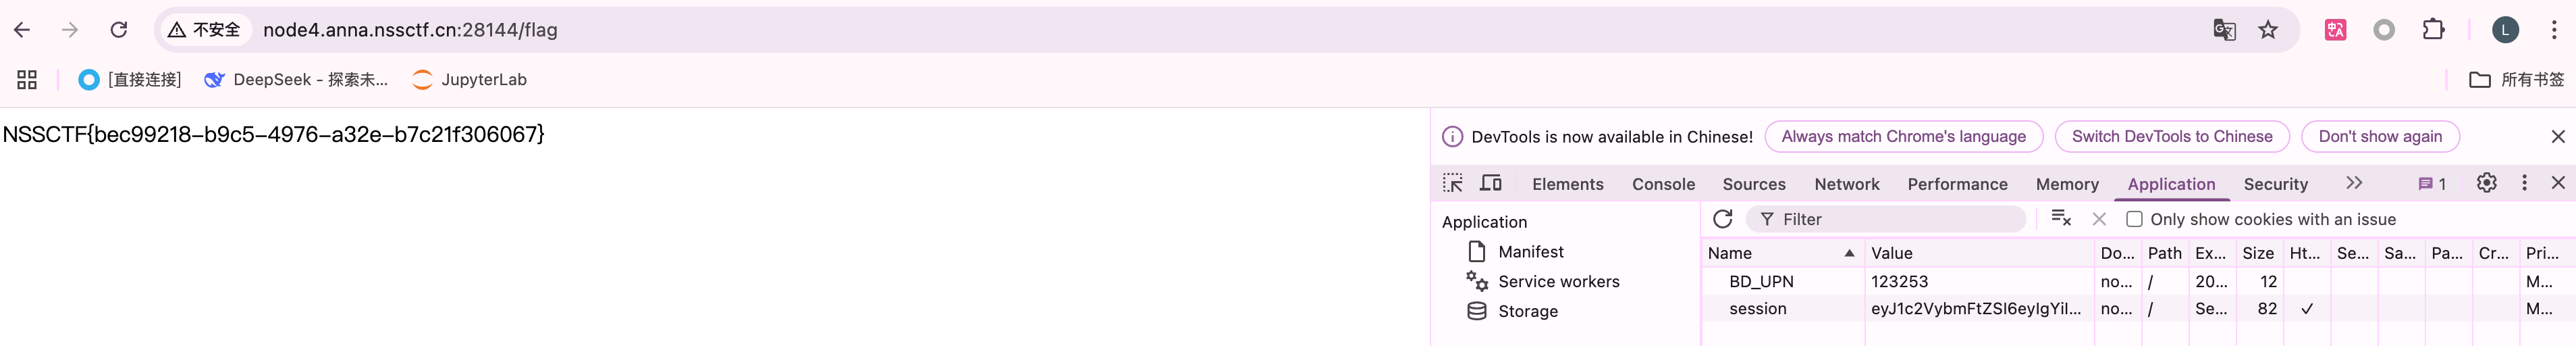 不安全 node4.anna.nssctf.cn:28144/flag L
[直接连接] DeepSeek - 探索未... JupyterLab 所有书签
NSSCTF{bec99218-b9c5-4976-a32e-b7c21f306067}
DevTools is now available in Chinese! Always match Chrome's language Switch DevTools to Chinese Don't show again
Elements Console Sources Network Performance Memory Application Security 1
Application
Manifest
Service workers
Storage
Filter Only show cookies with an issue
Name Value Do... Path Ex... Size Ht... Se... Sa... Pa... Cr... Pri...
BD_UPN 123253 no... / 20... 12 M...
session eyJ1c2VybmFtZSI6eyIgYiI... no... / Se... 82 ✓ M...